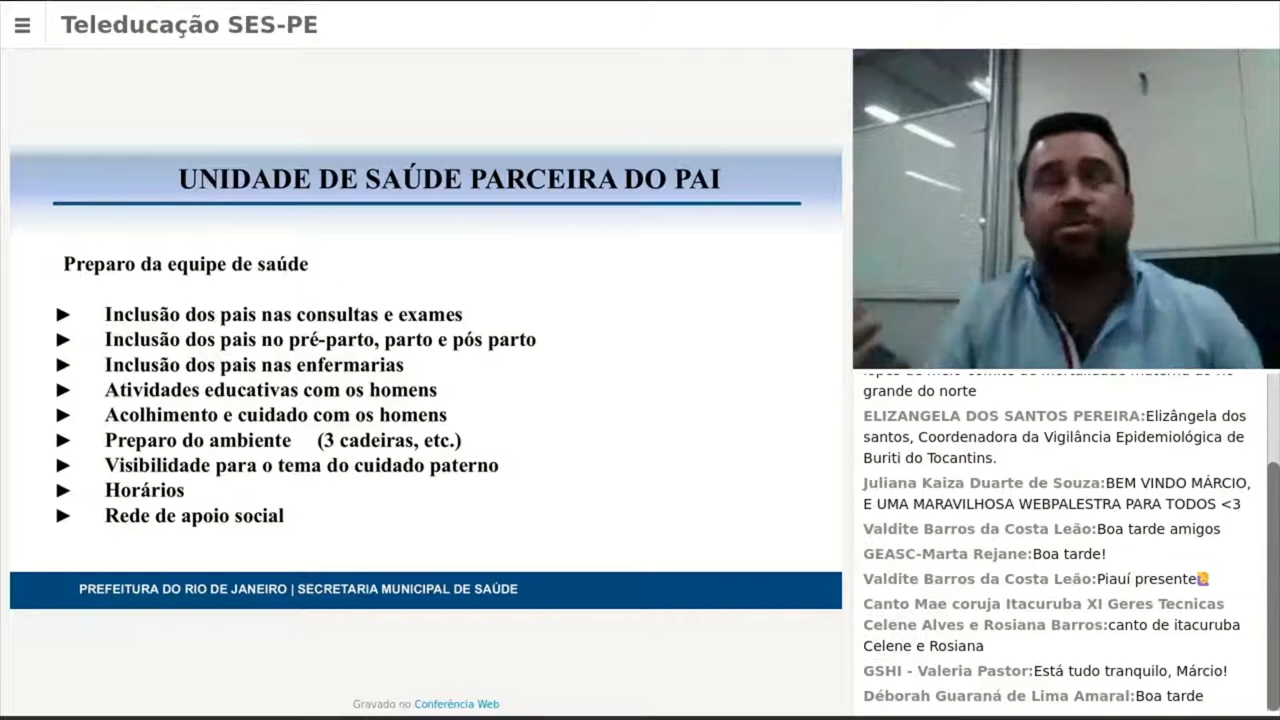 Teleducação SES-PE
UNIDADE DE SAÚDE PARCEIRA DO PAI
Preparo da equipe de saúde
► Inclusão dos pais nas consultas e exames
► Inclusão dos pais no pré-parto, parto e pós parto
► Inclusão dos pais nas enfermarias
► Atividades educativas com os homens
► Acolhimento e cuidado com os homens
► Preparo do ambiente (3 cadeiras, etc.)
► Visibilidade para o tema do cuidado paterno
► Horários
► Rede de apoio social
PREFEITURA DO RIO DE JANEIRO | SECRETARIA MUNICIPAL DE SAÚDE
Gravado no Conferência Web
grande do norte
ELIZANGELA DOS SANTOS PEREIRA:Elizângela dos
santos, Coordenadora da Vigilância Epidemiológica de
Buriti do Tocantins.
Juliana Kaiza Duarte de Souza:BEM VINDO MÁRCIO,
E UMA MARAVILHOSA WEBPALESTRA PARA TODOS <3
Valdite Barros da Costa Leão:Boa tarde amigos
GEASC-Marta Rejane:Boa tarde!
Valdite Barros da Costa Leão:Piauí presente
Canto Mae coruja Itacuruba XI Geres Tecnicas
Celene Alves e Rosiana Barros:canto de itacuruba
Celene e Rosiana
GSHI - Valeria Pastor:Está tudo tranquilo, Márcio!
Déborah Guaraná de Lima Amaral:Boa tarde